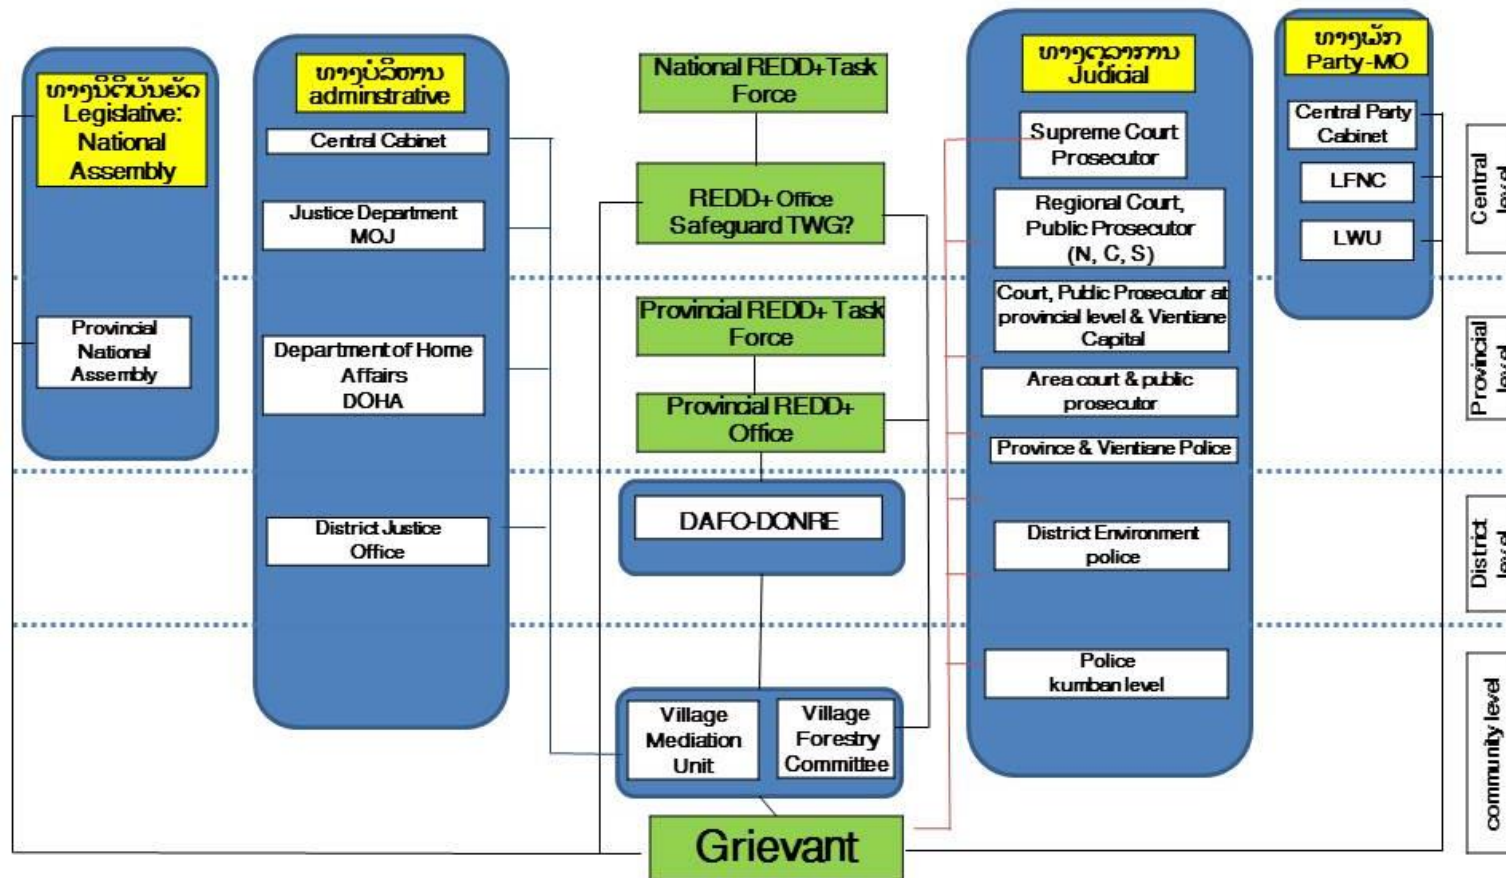 ທາງນິຕິບັນຍັດ
Legislative:
National
Assembly
Provincial
National
Assembly
ທາງບໍລິຫານ
adminstrative
Central Cabinet
Justice Department
MOJ
Department of Home
Affairs
DOHA
District Justice
Office
National REDD+ Task
Force
REDD+ Office
Safeguard TWG?
Provincial REDD+ Task
Force
Provincial REDD+
Office
DAFO-DONRE
Village
Mediation
Unit
Village
Forestry
Committee
Grievant
ທາງຕຸລາການ
Judicial
Supreme Court
Prosecutor
Regional Court,
Public Prosecutor
(N, C, S)
Court, Public Prosecutor at
provincial level & Vientiane
Capital
Area court & public
prosecutor
Province & Vientiane Police
District Environment
police
Police
kumban level
ທາງພັກ
Party-MO
Central Party
Cabinet
LFNC
LWU
Central
level
Provincial
level
District
level
community level